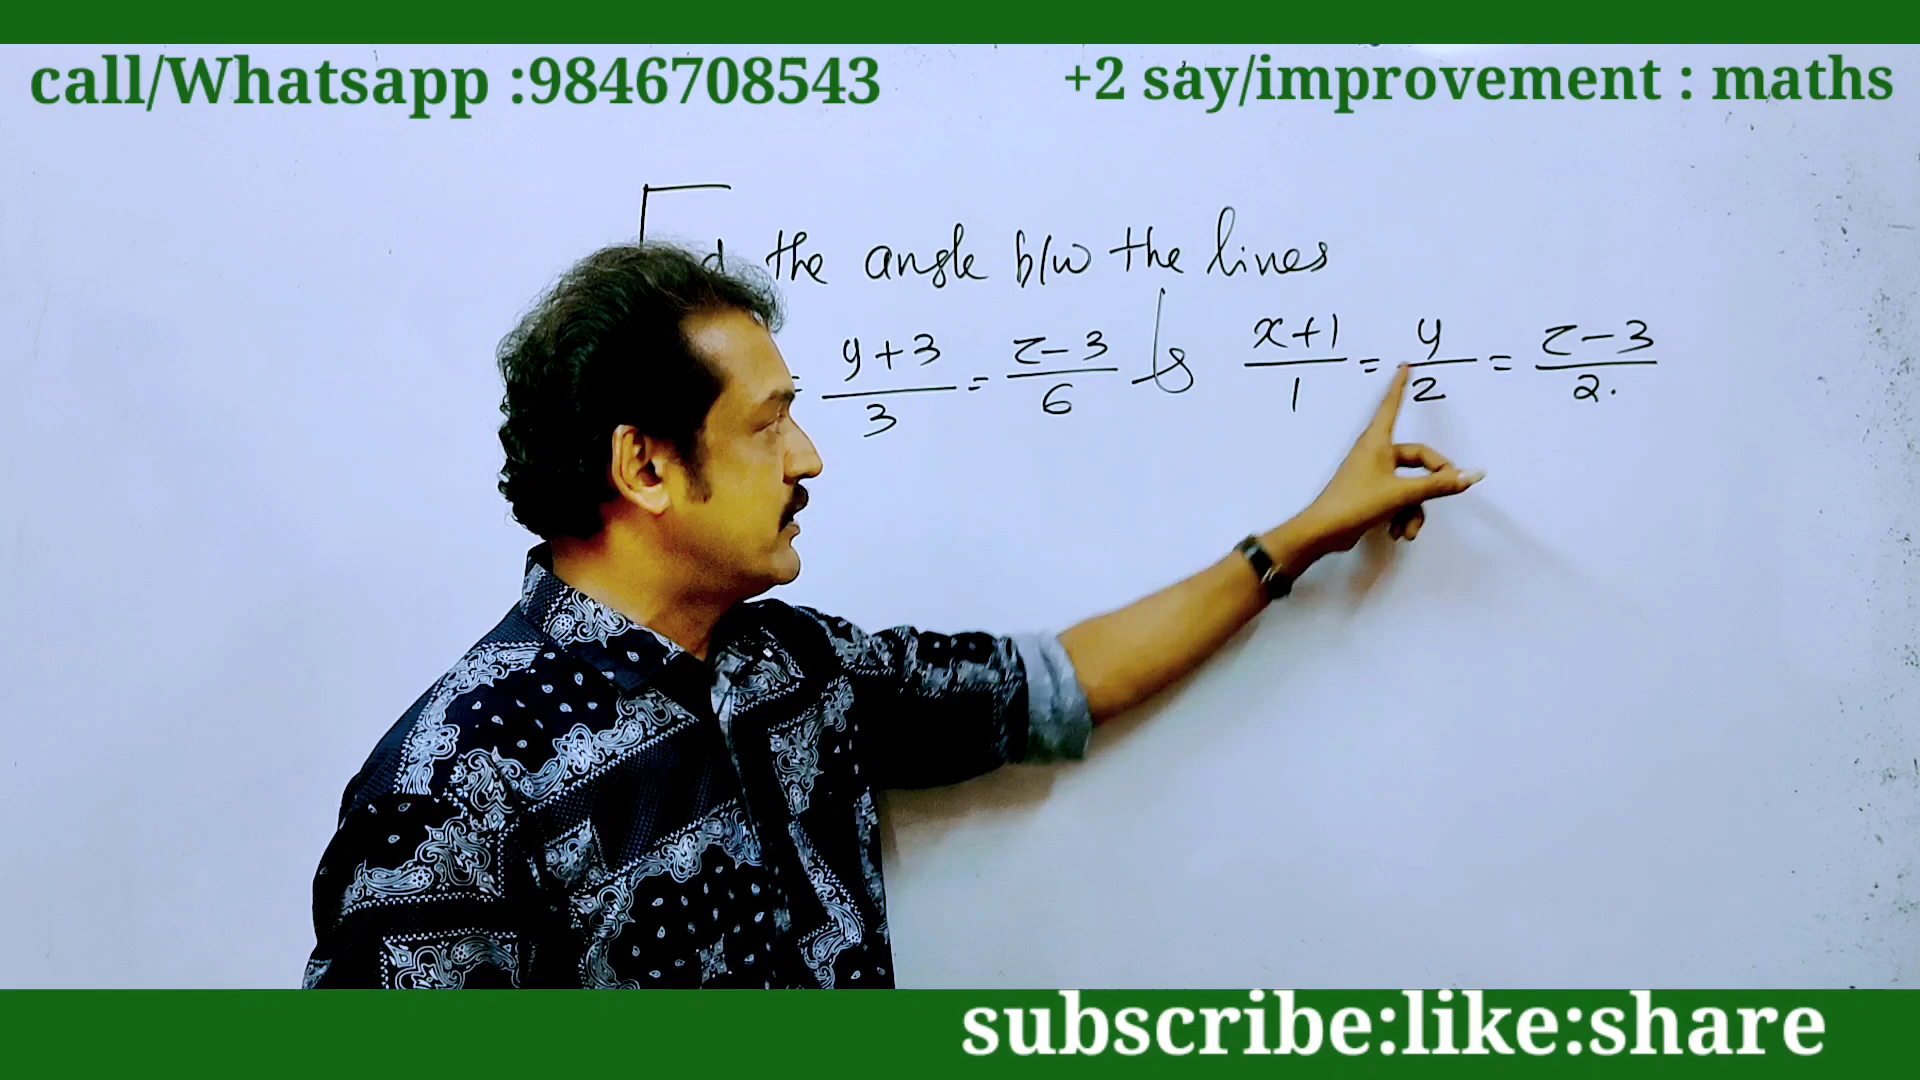 call/Whatsapp :9846708543
+2 say/improvement : maths
the angle b/w the lines
= y+3/3 = z-3/6 & x+1/1 = y/2 = z-3/2.
subscribe:like:share